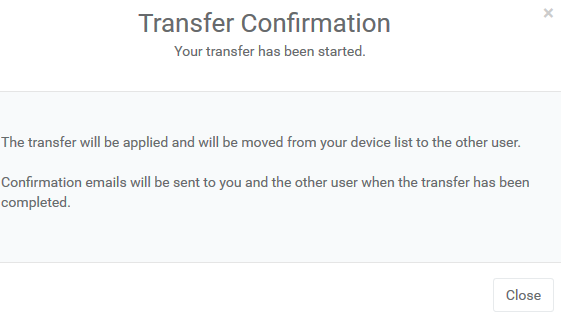 Transfer Confirmation
×
Your transfer has been started.
The transfer will be applied and will be moved from your device list to the other user.
Confirmation emails will be sent to you and the other user when the transfer has been
completed.
Close